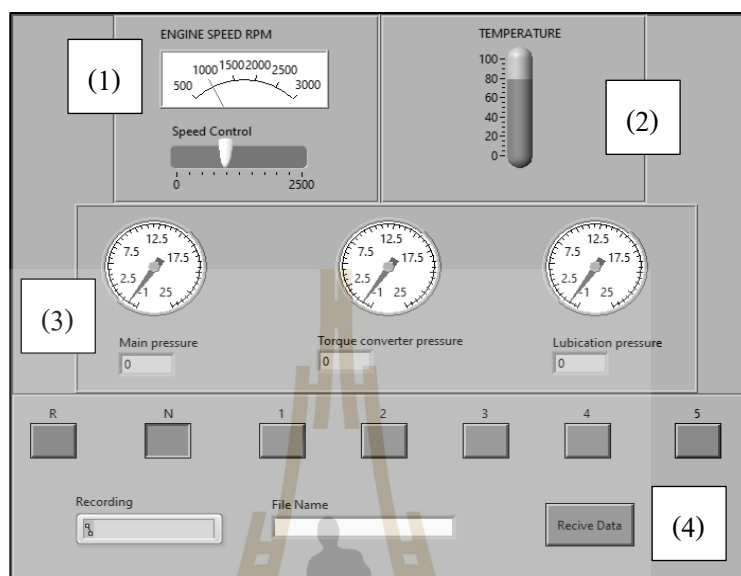 ENGINE SPEED RPM
500 1000 1500 2000 2500 3000
Speed Control
0 2500
(1)
TEMPERATURE
100
80
60
40
20
0
(2)
-1 2.5 7.5 12.5 17.5 25
-1 2.5 7.5 12.5 17.5 25
-1 2.5 7.5 12.5 17.5 25
(3)
Main pressure
Torque converter pressure
Lubication pressure
0
0
0
R N 1 2 3 4 5
Recording
File Name
Recive Data
(4)